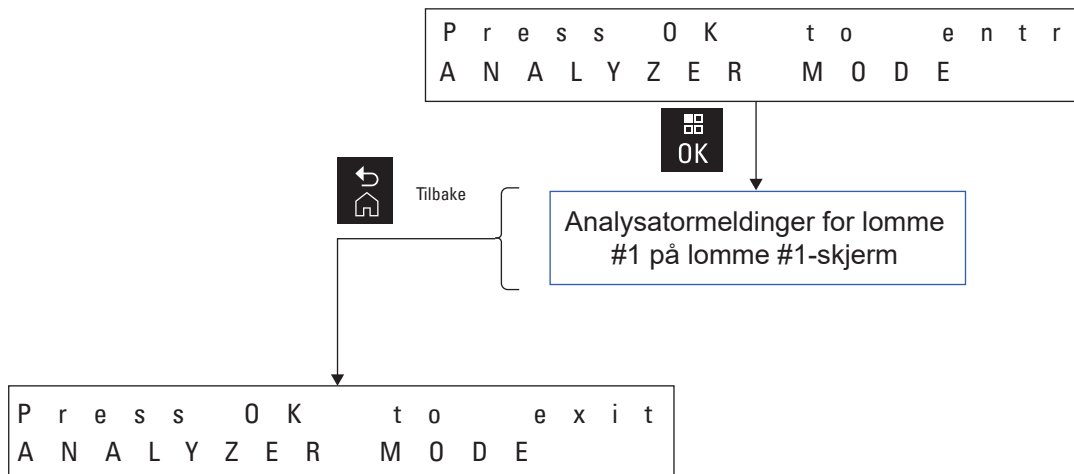 Press OK to entr
ANALYZER MODE
OK
Tilbake
Analysatormeldinger for lomme
#1 på lomme #1-skjerm
Press OK to exit
ANALYZER MODE